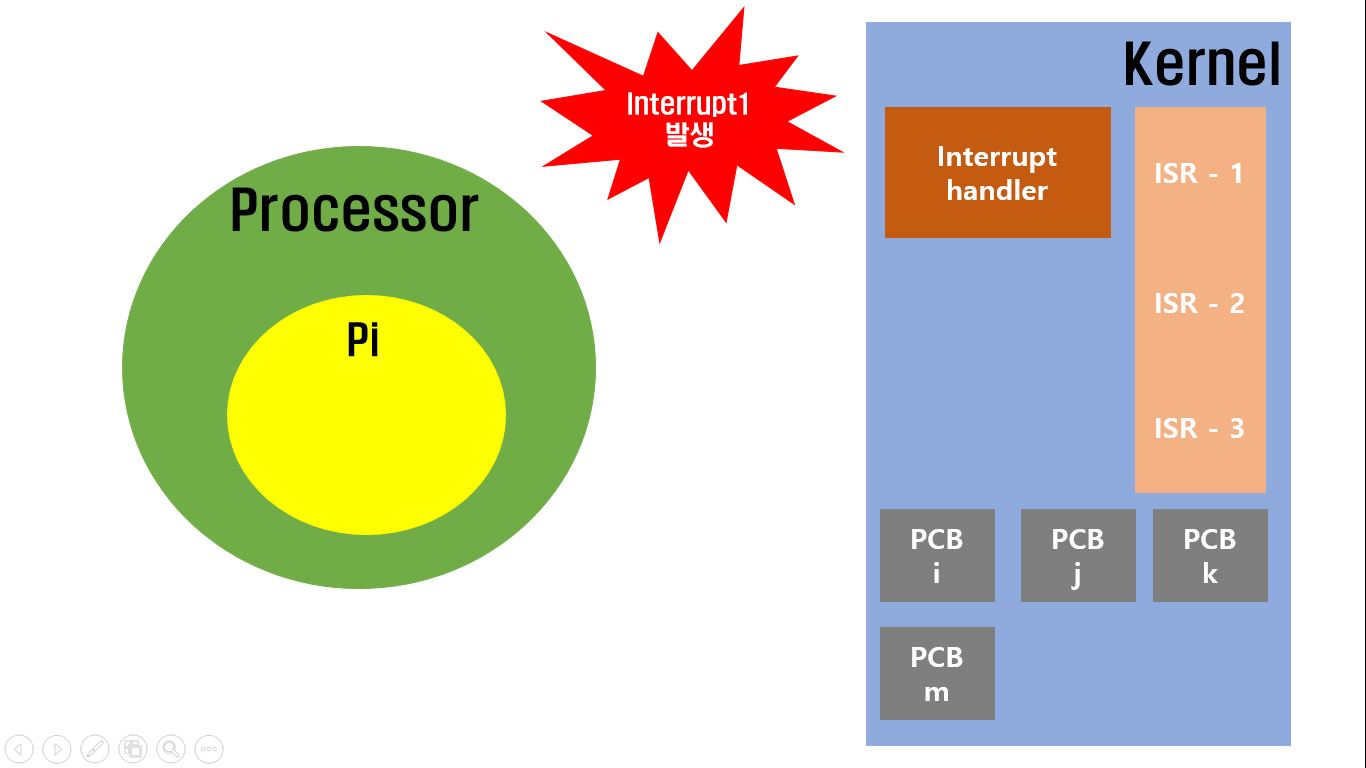 Processor
Pi
Interrupt1
발생
Kernel
Interrupt
handler
ISR - 1
ISR - 2
ISR - 3
PCB
i
PCB
j
PCB
k
PCB
m